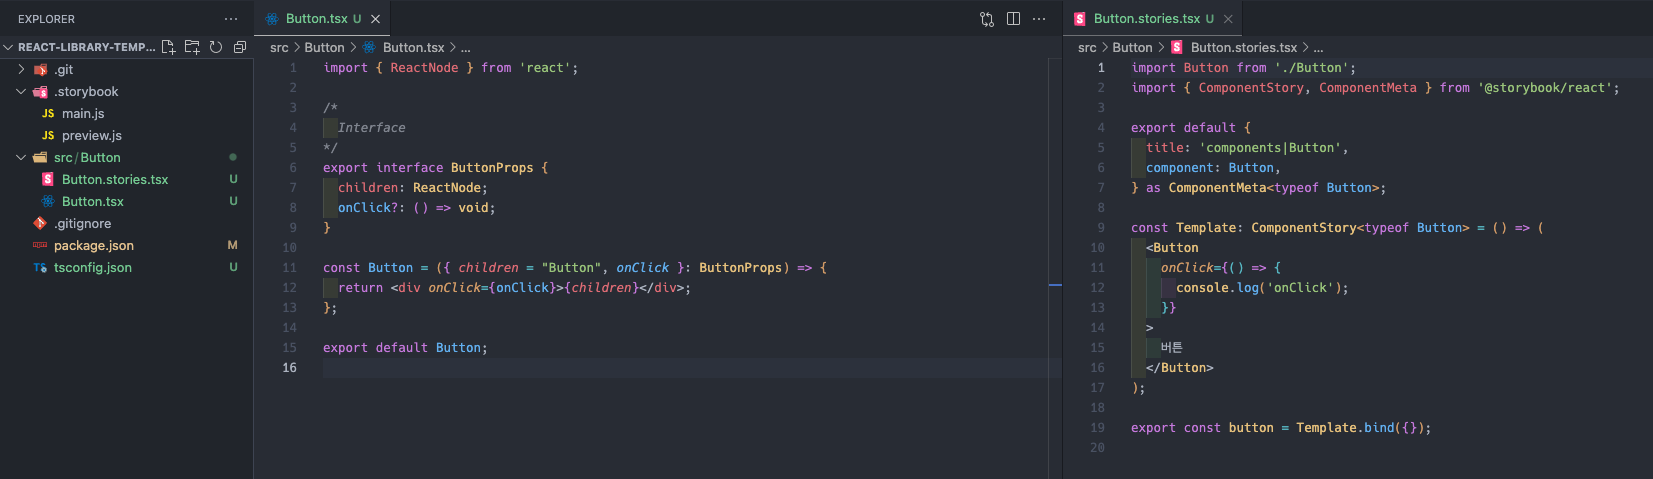 EXPLORER
REACT-LIBRARY-TEMP...
.git
.storybook
JS main.js
JS preview.js
src/Button
Button.stories.tsx U
Button.tsx U
.gitignore
package.json M
TS tsconfig.json U
Button.tsx U
src > Button > Button.tsx > ...
1 import { ReactNode } from 'react';
2
3 /*
4 Interface
5 */
6 export interface ButtonProps {
7 children: ReactNode;
8 onClick?: () => void;
9 }
10
11 const Button = ({ children = "Button", onClick }: ButtonProps) => {
12 return <div onClick={onClick}>{children}</div>;
13 };
14
15 export default Button;
16
Button.stories.tsx U
src > Button > Button.stories.tsx > ...
1 import Button from './Button';
2 import { ComponentStory, ComponentMeta } from '@storybook/react';
3
4 export default {
5 title: 'components|Button',
6 component: Button,
7 } as ComponentMeta<typeof Button>;
8
9 const Template: ComponentStory<typeof Button> = () => (
10 <Button
11 onClick={() => {
12 console.log('onClick');
13 }}
14 >
15 버튼
16 </Button>
17 );
18
19 export const button = Template.bind({});
20